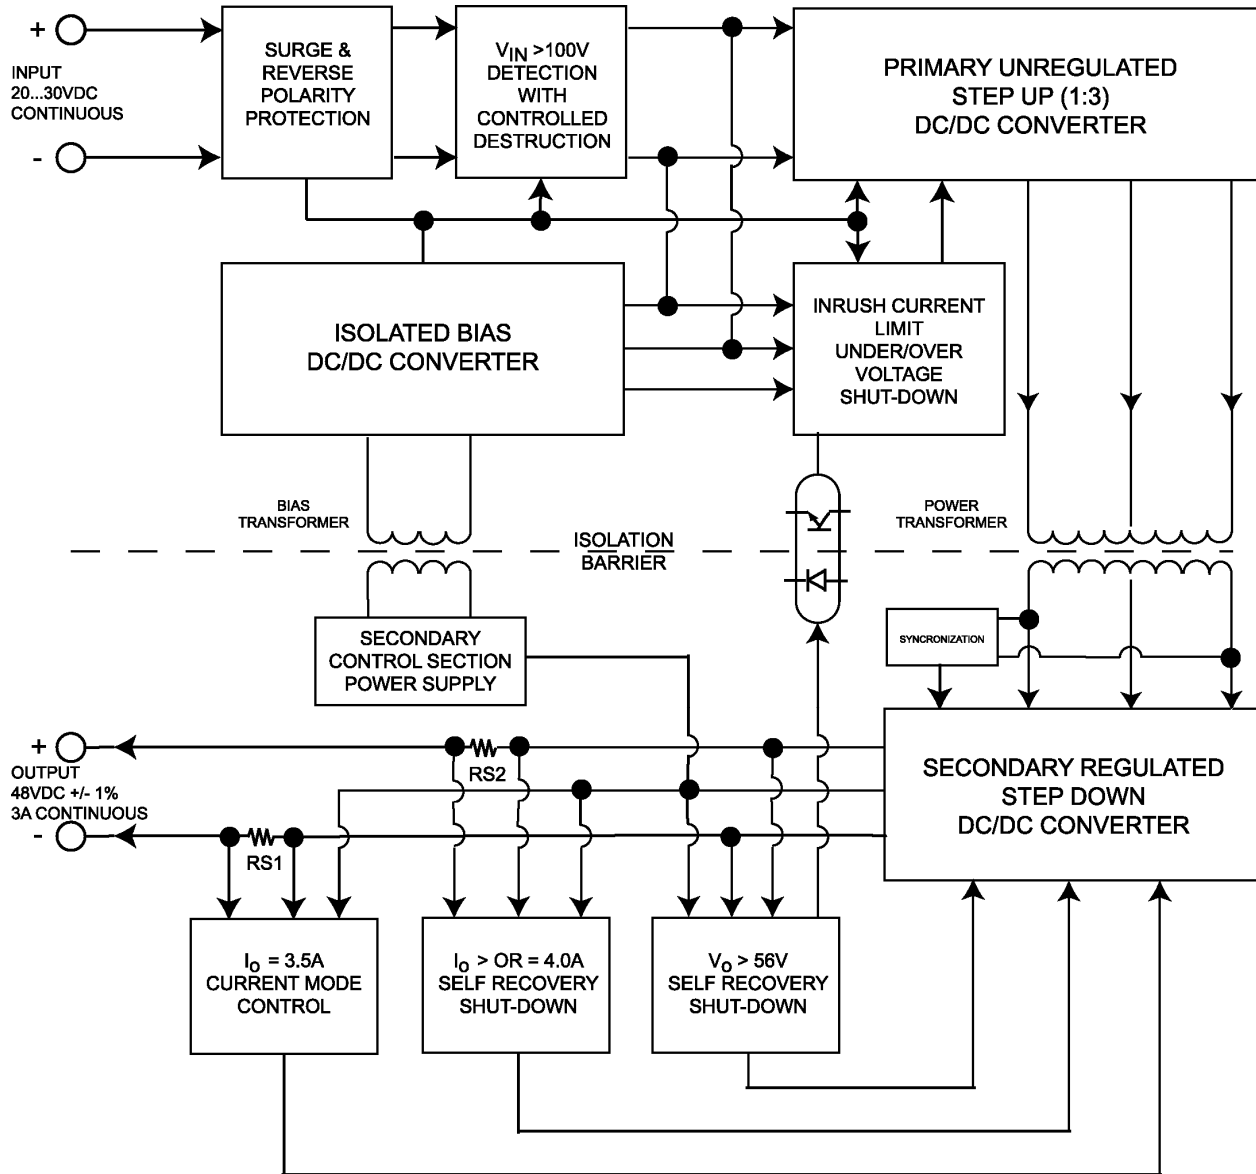 +
INPUT
20...30VDC
CONTINUOUS
-
SURGE &
REVERSE
POLARITY
PROTECTION
VIN >100V
DETECTION
WITH
CONTROLLED
DESTRUCTION
PRIMARY UNREGULATED
STEP UP (1:3)
DC/DC CONVERTER
ISOLATED BIAS
DC/DC CONVERTER
INRUSH CURRENT
LIMIT
UNDER/OVER
VOLTAGE
SHUT-DOWN
BIAS
TRANSFORMER
POWER
TRANSFORMER
ISOLATION
BARRIER
SECONDARY
CONTROL SECTION
POWER SUPPLY
SYNCRONIZATION
+
OUTPUT
48VDC +/- 1%
3A CONTINUOUS
-
RS2
RS1
SECONDARY REGULATED
STEP DOWN
DC/DC CONVERTER
IO = 3.5A
CURRENT MODE
CONTROL
IO > OR = 4.0A
SELF RECOVERY
SHUT-DOWN
VO > 56V
SELF RECOVERY
SHUT-DOWN